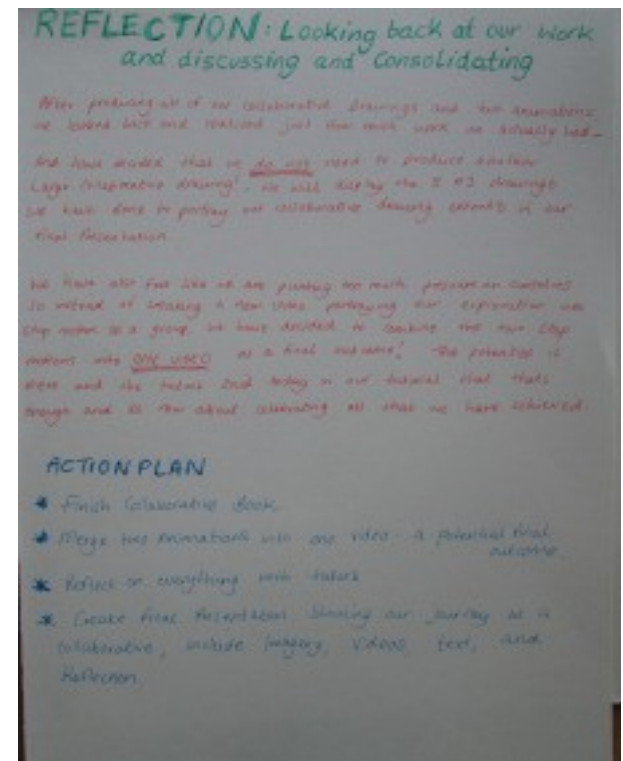 REFLECTION: Looking back at our work
and discussing and Consolidating
After producing all of our collaborative drawings and two animations
we looked back and realized just how much work we actually had
And have decided that we do not need to produce another
Large Collaborative drawing'. We will display the 5 A3 drawings
we have done to portray our collaborative drawing in our
Final Presentation.
We have also felt like we are putting too much pressure on ourselves
So instead of creating a new video portraying our exploration into
Stop motion as a group, we have decided to combine the two stop
motions into ONE VIDEO as a final outcome! The potential is
there and the tutors said today in our tutorial that thats
enough and its now about celebrating all that we have achieved
ACTION PLAN
* Finish Collaborative Book
* Merge two Animations into one video - a potential final
outcome
* Reflect on everything with tutors
* Create Final Presentation Showing our journey as a
Collaborative, include Imagery, Videos, text, and
Reflection